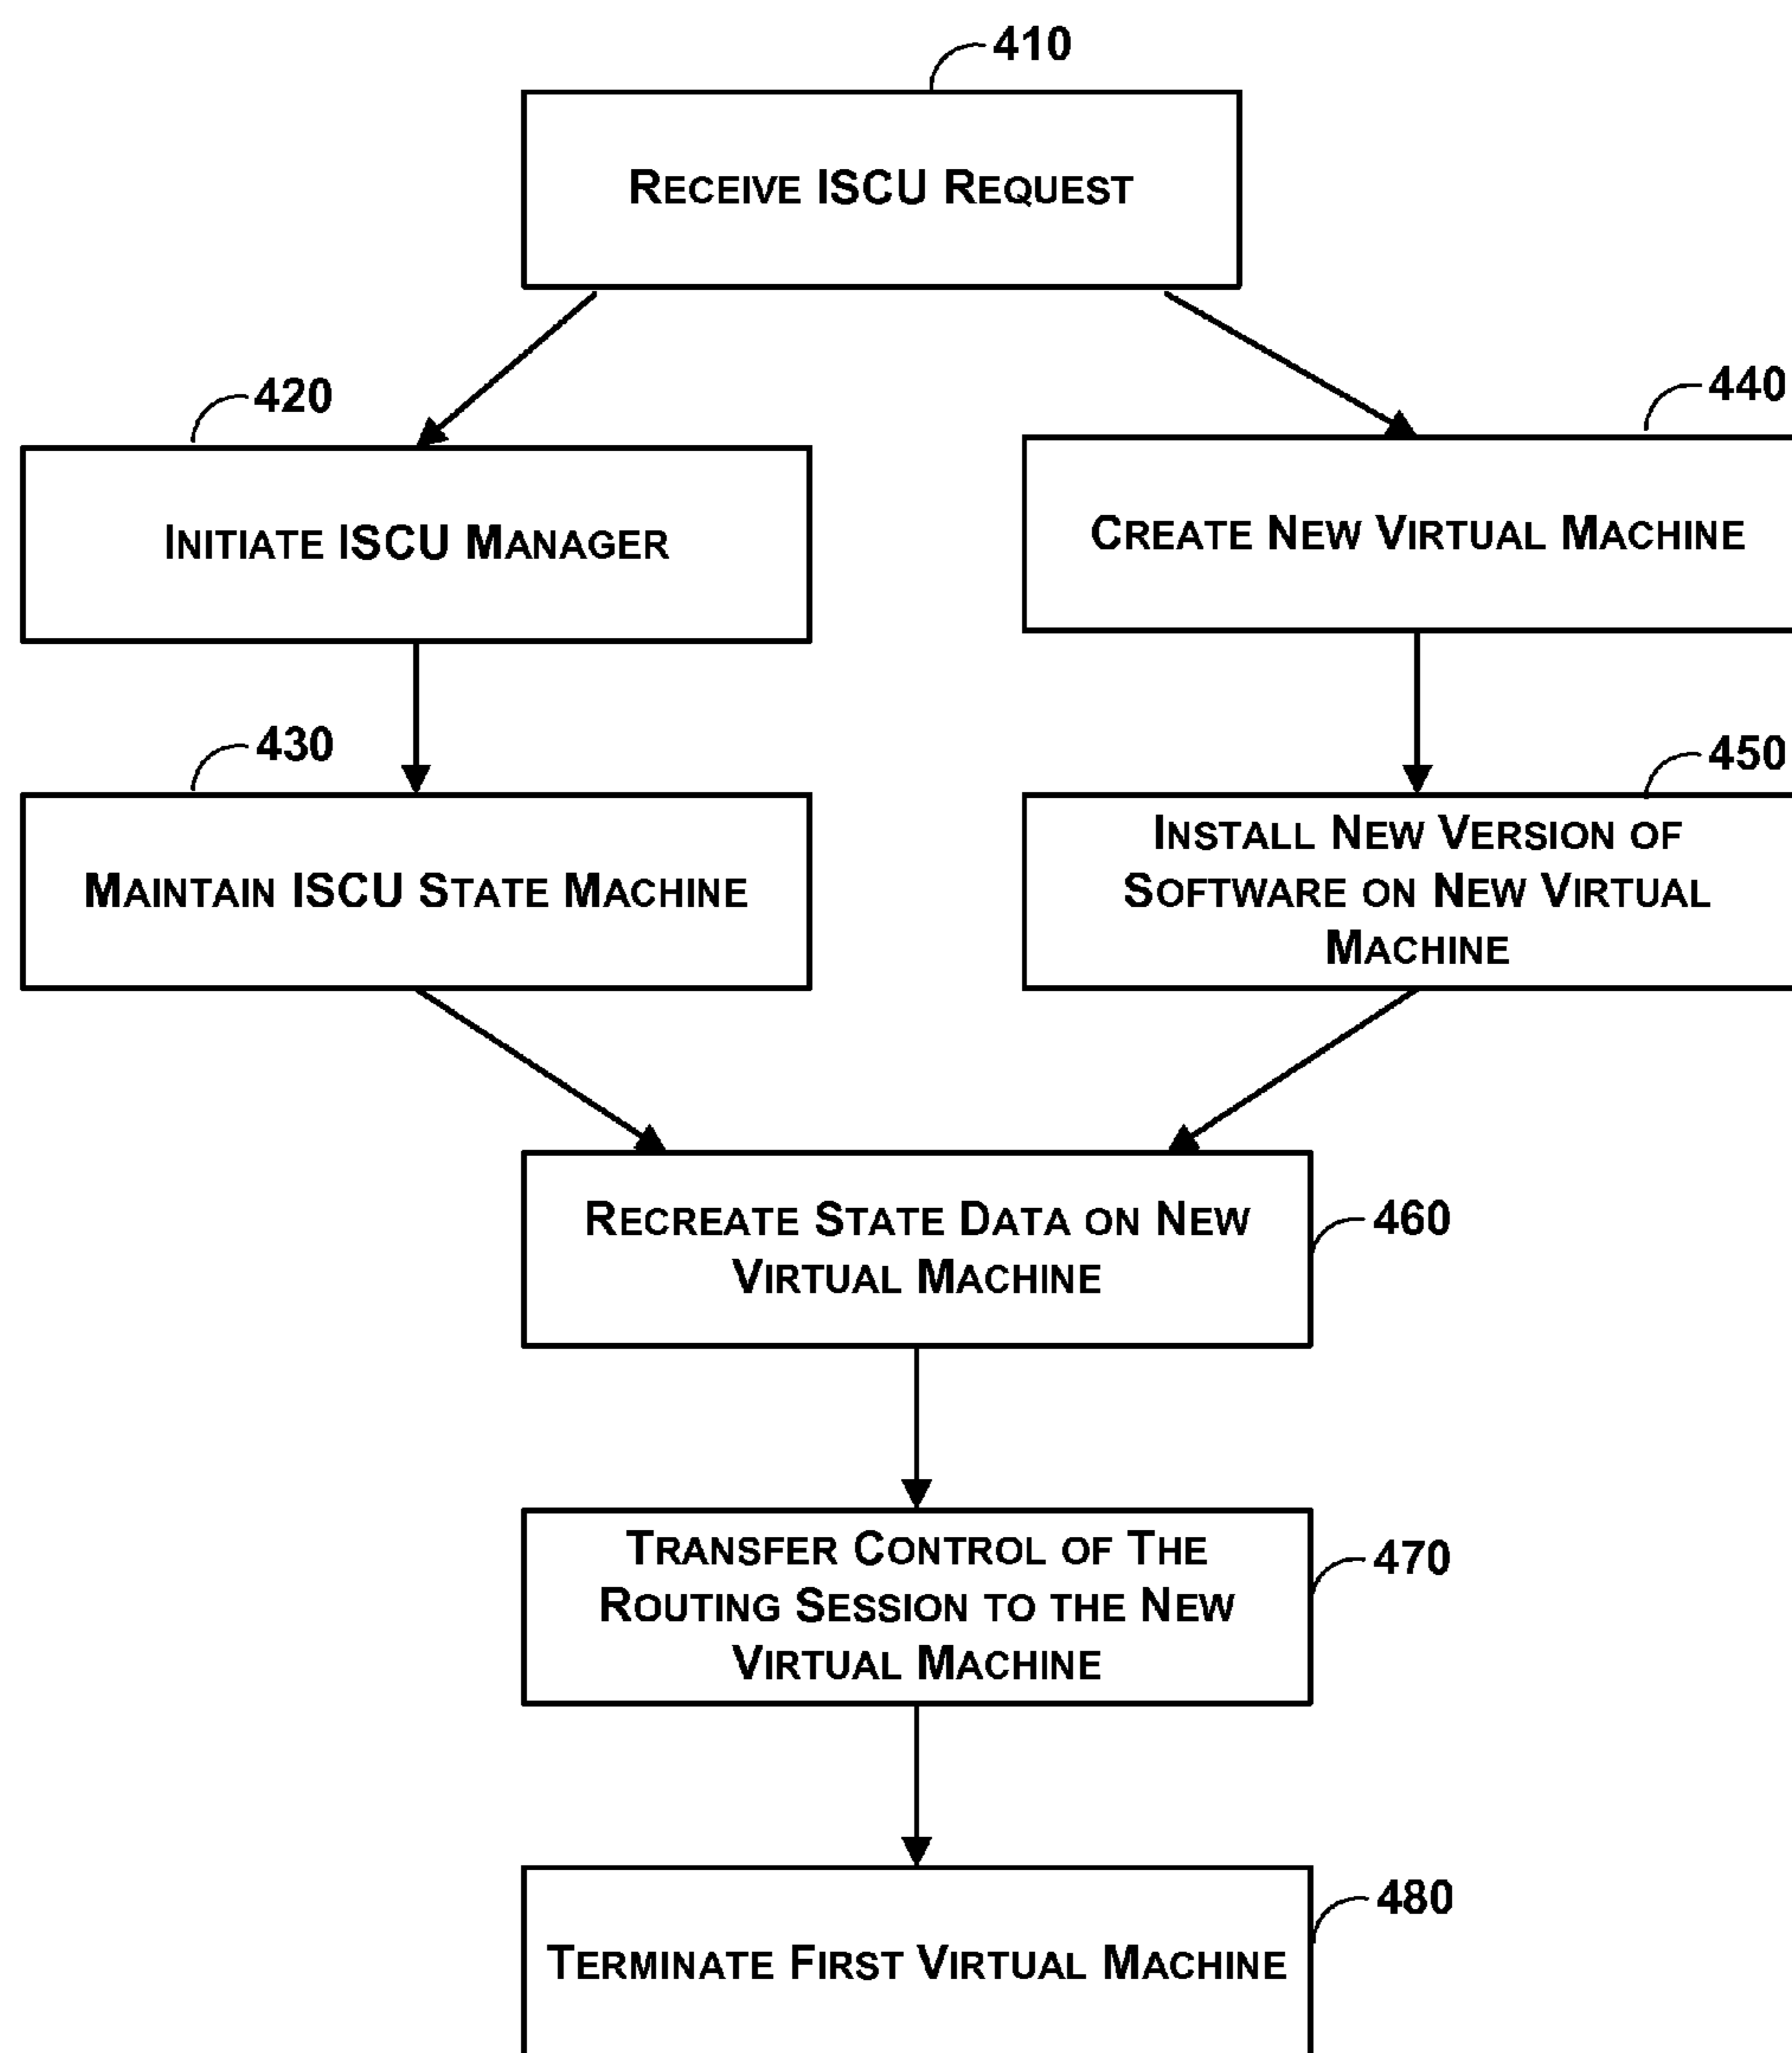 410
RECEIVE ISCU REQUEST
420
440
INITIATE ISCU MANAGER
CREATE NEW VIRTUAL MACHINE
430
450
MAINTAIN ISCU STATE MACHINE
INSTALL NEW VERSION OF
SOFTWARE ON NEW VIRTUAL
MACHINE
RECREATE STATE DATA ON NEW
VIRTUAL MACHINE
460
TRANSFER CONTROL OF THE
ROUTING SESSION TO THE NEW
VIRTUAL MACHINE
470
480
TERMINATE FIRST VIRTUAL MACHINE